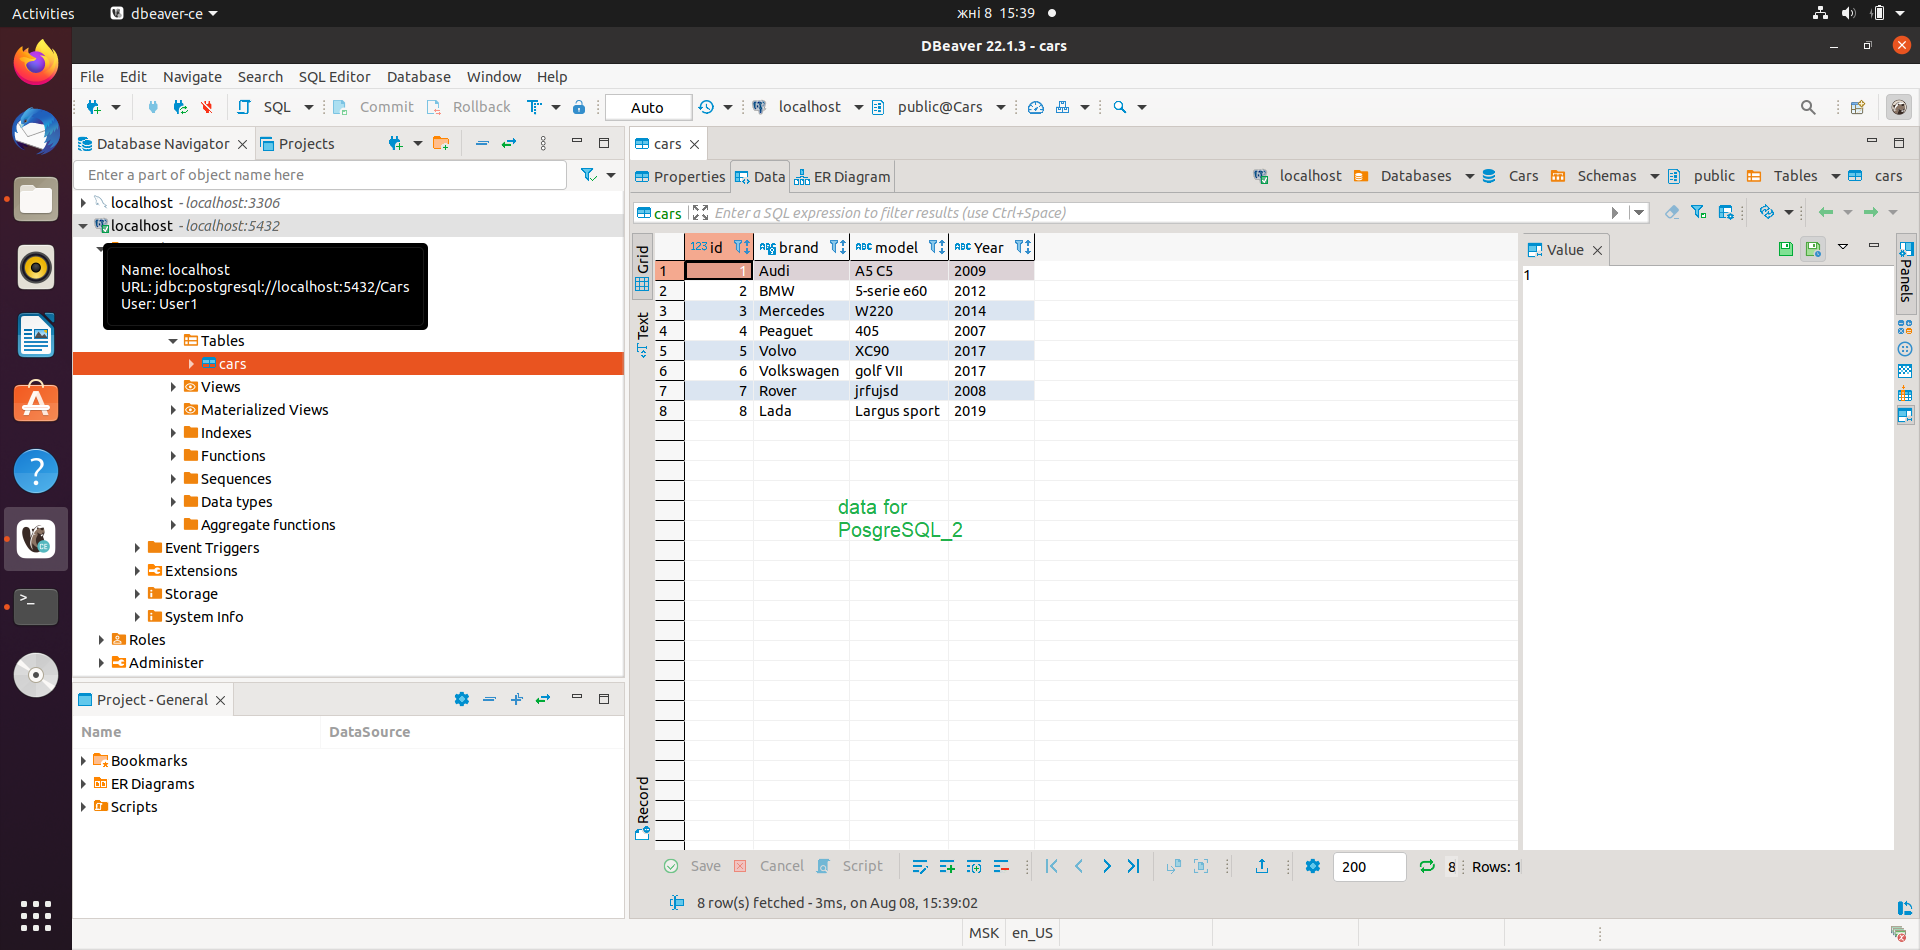 Activities
dbeaver-ce
жні 8 15:39
DBeaver 22.1.3 - cars
File Edit Navigate Search SQL Editor Database Window Help
SQL Commit Rollback Auto localhost public@Cars
Database Navigator
Projects
Enter a part of object name here
localhost - localhost:3306
localhost - localhost:5432
Name: localhost
URL: jdbc:postgresql://localhost:5432/Cars
User: User1
Tables
cars
Views
Materialized Views
Indexes
Functions
Sequences
Data types
Aggregate functions
Event Triggers
Extensions
Storage
System Info
Roles
Administer
Project - General
Name DataSource
Bookmarks
ER Diagrams
Scripts
cars
Properties Data ER Diagram
localhost Databases Cars Schemas public Tables cars
cars Enter a SQL expression to filter results (use Ctrl+Space)
Grid
Text
Record
123 id ABC brand ABC model ABC Year
1 1 Audi A5 C5 2009
2 2 BMW 5-serie e60 2012
3 3 Mercedes W220 2014
4 4 Peaguet 405 2007
5 5 Volvo XC90 2017
6 6 Volkswagen golf VII 2017
7 7 Rover jrfujsd 2008
8 8 Lada Largus sport 2019
data for
PosgreSQL_2
Value
1
Panels
Save Cancel Script 200 8 Rows: 1
8 row(s) fetched - 3ms, on Aug 08, 15:39:02
MSK en_US